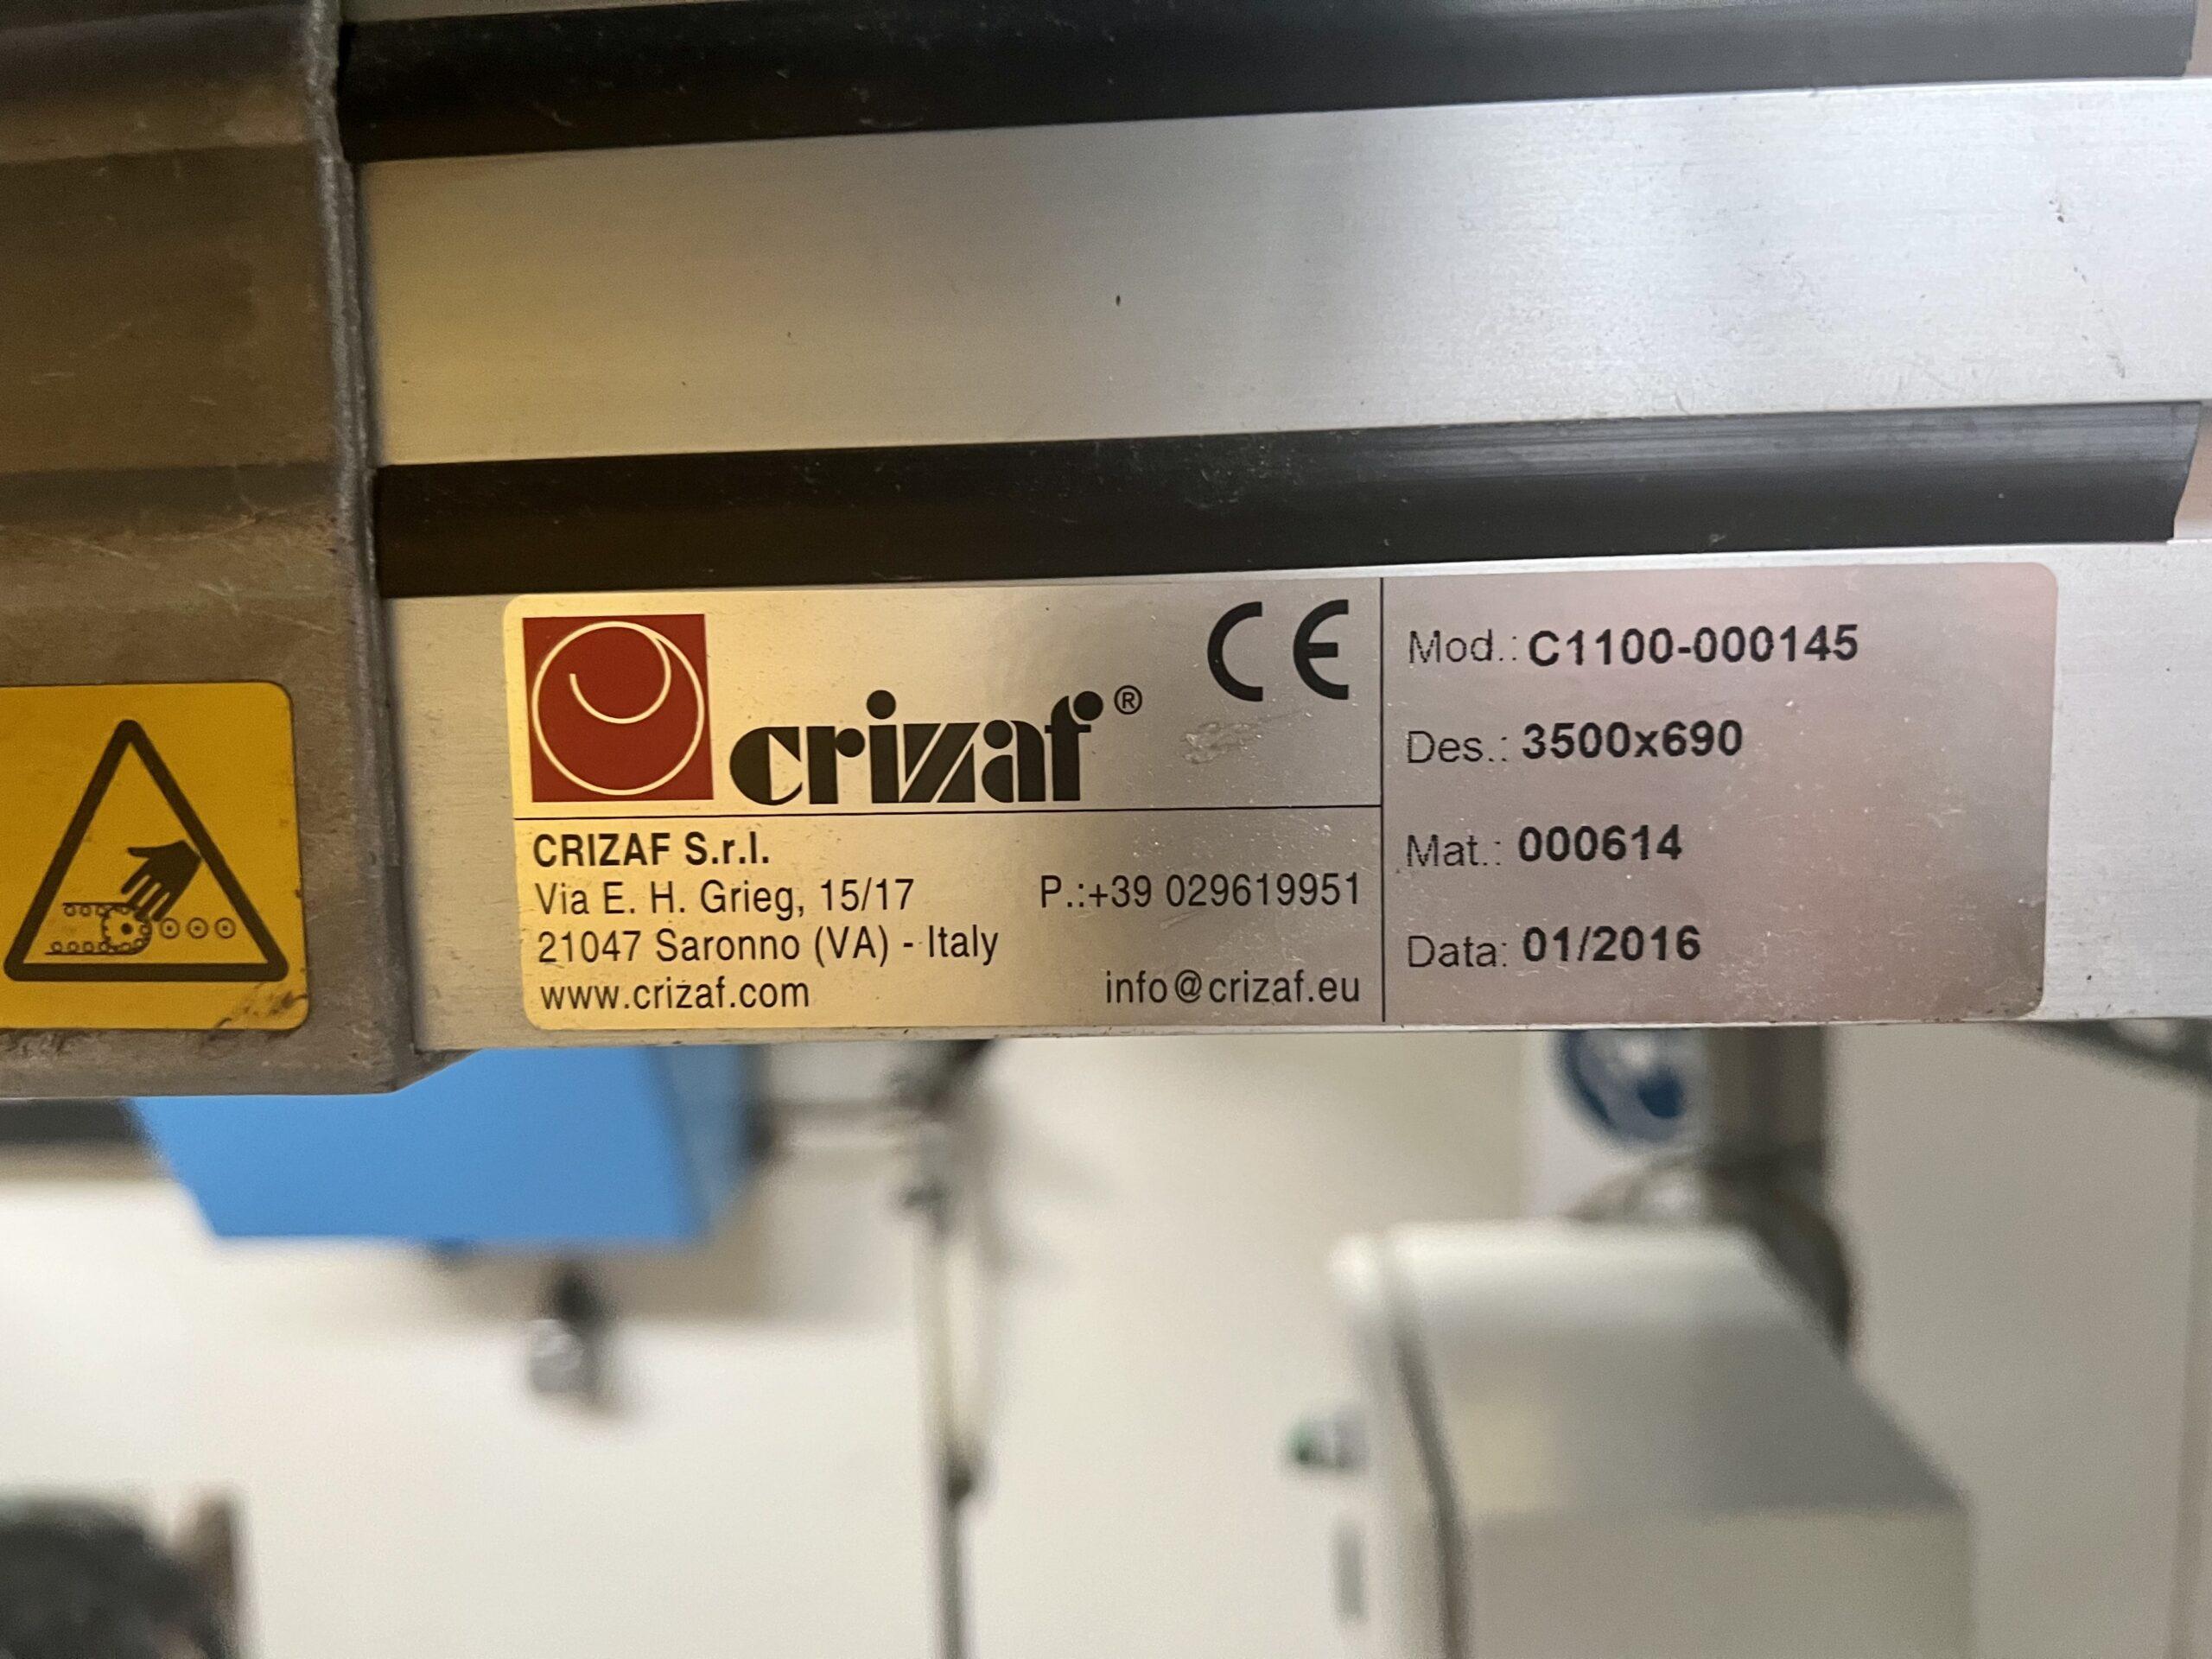 crizaf®
CE
CRIZAF S.r.l.
Via E. H. Grieg, 15/17
P.:+39 029619951
21047 Saronno (VA) - Italy
www.crizaf.com
info@crizaf.eu
Mod.: C1100-000145
Des.: 3500x690
Mat.: 000614
Data: 01/2016